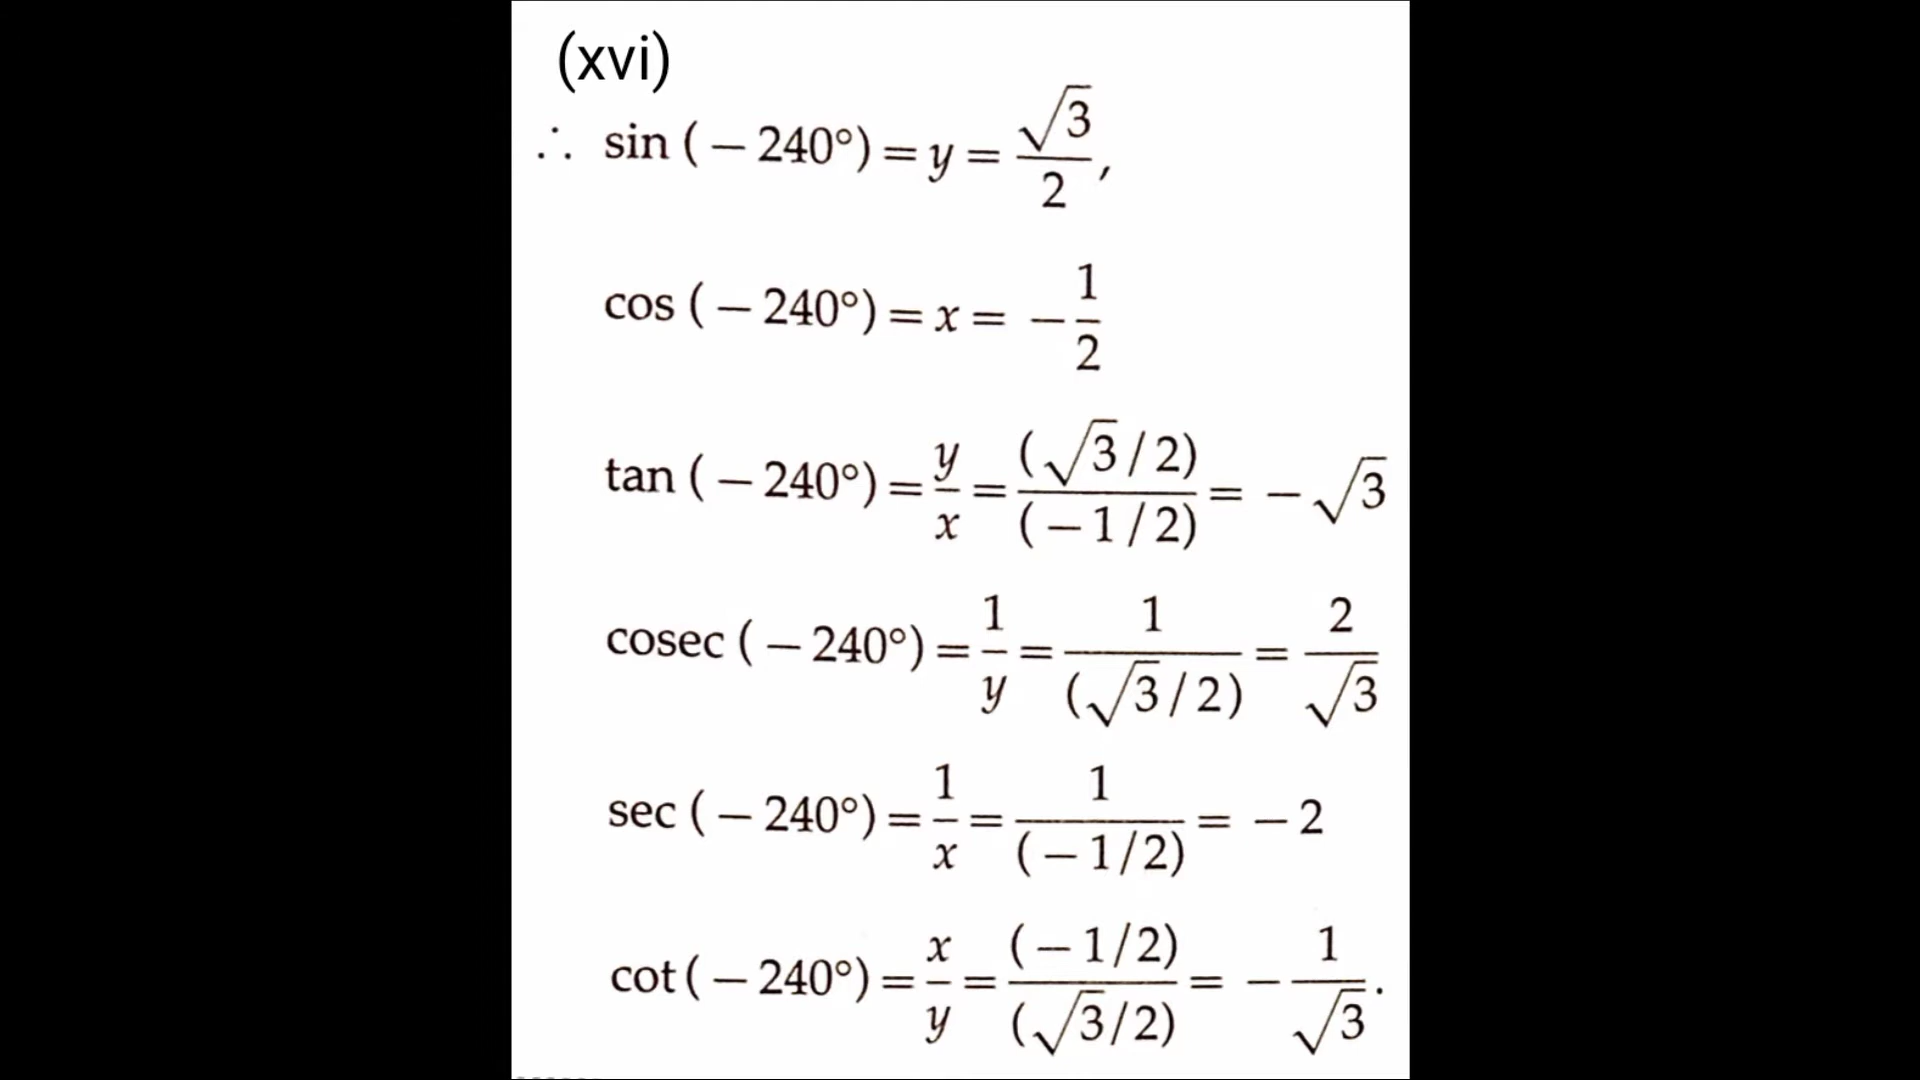 (xvi)
∴ sin (− 240°) = y = √3/2,
cos (− 240°) = x = − 1/2
tan (− 240°) = y/x = (√3/2)/(− 1/2) = − √3
cosec (− 240°) = 1/y = 1/(√3/2) = 2/√3
sec (− 240°) = 1/x = 1/(− 1/2) = − 2
cot (− 240°) = x/y = (− 1/2)/(√3/2) = − 1/√3.